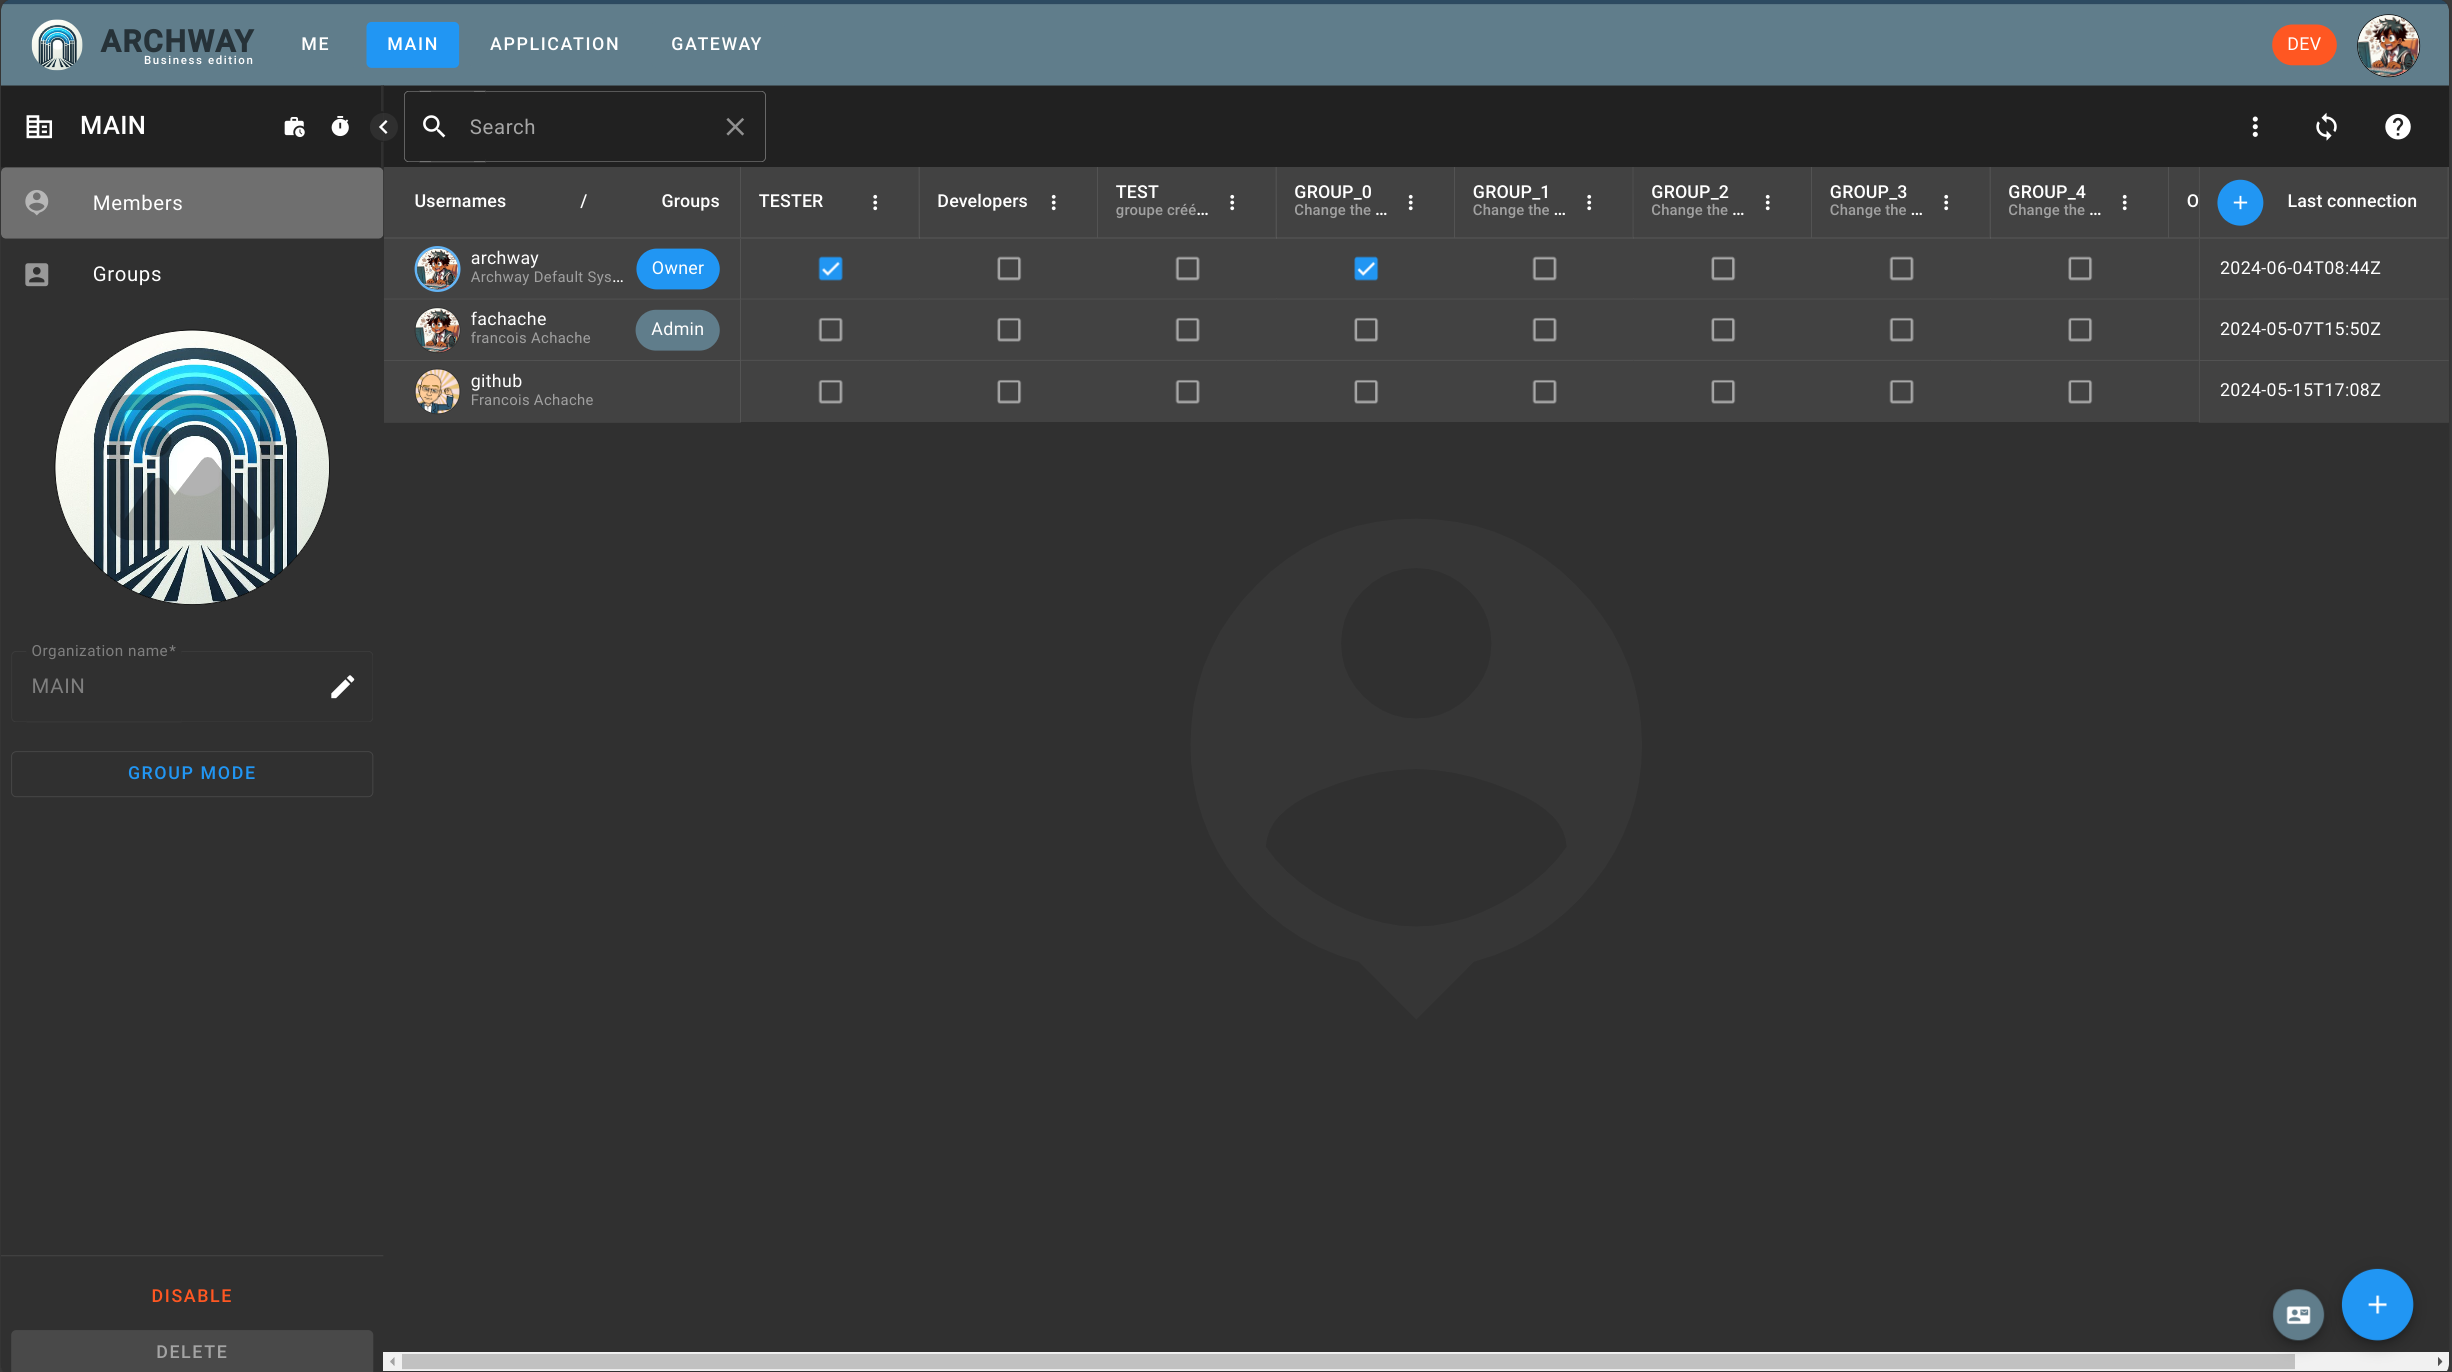 ARCHWAY
Business edition
ME
MAIN
APPLICATION
GATEWAY
DEV
MAIN
Search
Members
Groups
Organization name*
MAIN
GROUP MODE
DISABLE
DELETE
Usernames / Groups
TESTER
Developers
TEST
groupe créé...
GROUP_0
Change the ...
GROUP_1
Change the ...
GROUP_2
Change the ...
GROUP_3
Change the ...
GROUP_4
Change the ...
O
Last connection
archway
Archway Default Sys...
Owner
2024-06-04T08:44Z
fachache
francois Achache
Admin
2024-05-07T15:50Z
github
Francois Achache
2024-05-15T17:08Z